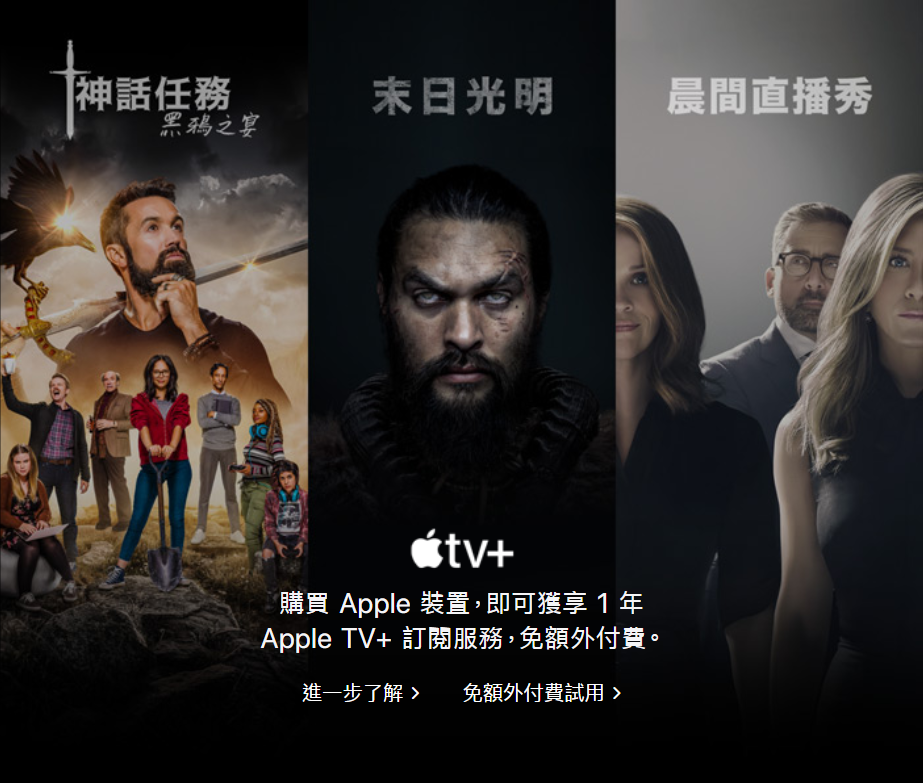 神話任務
黑鴉之宴
末日光明
晨間直播秀
tv+
購買 Apple 裝置，即可獲享 1 年
Apple TV+ 訂閱服務，免額外付費。
進一步了解 >
免額外付費試用 >